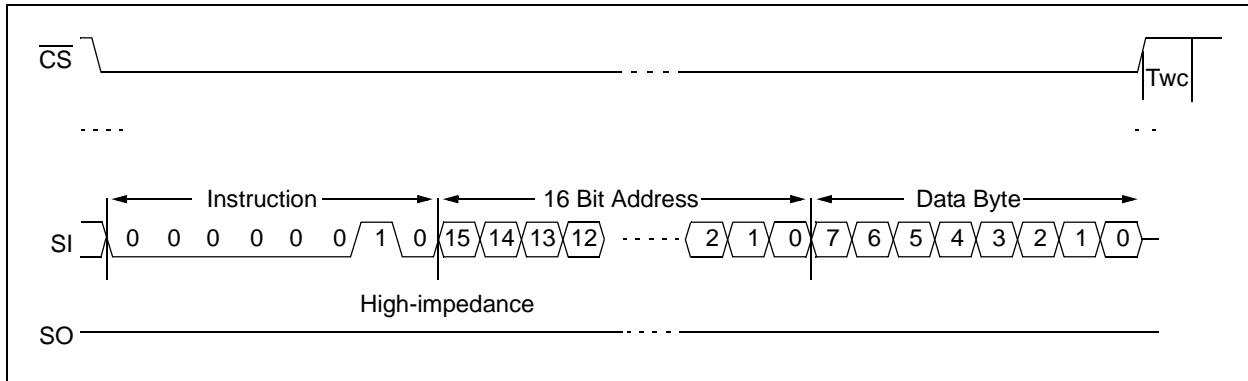 CS
Twc
Instruction 16 Bit Address Data Byte
SI 0 0 0 0 0 0 1 0 15 14 13 12 2 1 0 7 6 5 4 3 2 1 0
High-impedance
SO